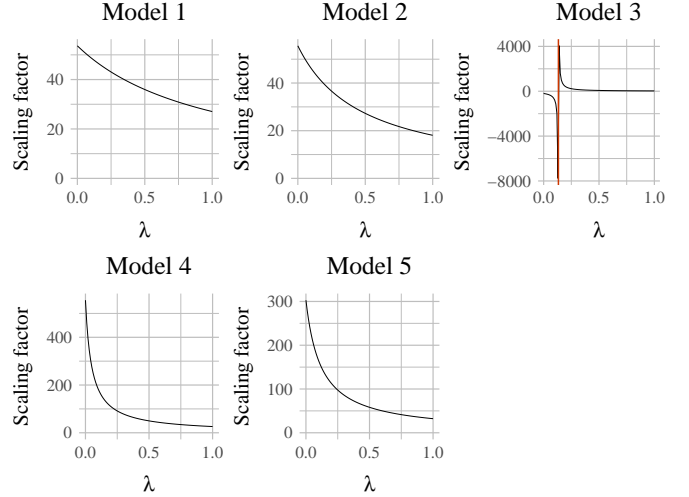 Model 1
Scaling factor
40
20
0
0.0 0.5 1.0
λ
Model 2
Scaling factor
40
20
0
0.0 0.5 1.0
λ
Model 3
Scaling factor
4000
0
−4000
−8000
0.0 0.5 1.0
λ
Model 4
Scaling factor
400
200
0
0.0 0.5 1.0
λ
Model 5
Scaling factor
300
200
100
0
0.0 0.5 1.0
λ